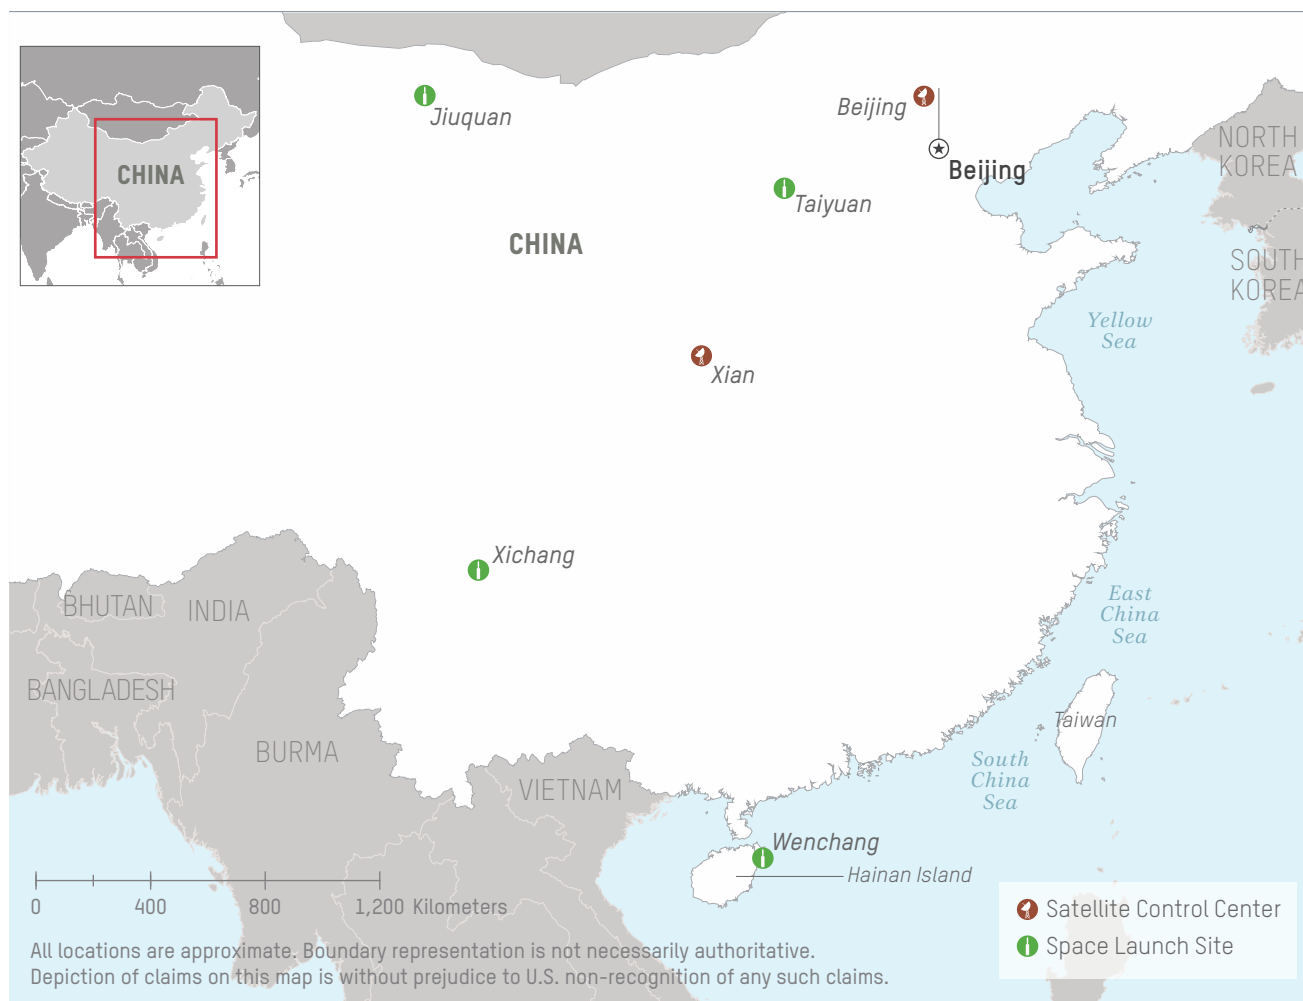 CHINA
Jiuquan
Beijing
Beijing
Taiyuan
CHINA
NORTH
KOREA
SOUTH
KOREA
Yellow
Sea
Xian
Xichang
BHUTAN
INDIA
East
China
Sea
BANGLADESH
BURMA
Taiwan
South
China
Sea
VIETNAM
Wenchang
Hainan Island
0 400 800 1,200 Kilometers
Satellite Control Center
Space Launch Site
All locations are approximate. Boundary representation is not necessarily authoritative.
Depiction of claims on this map is without prejudice to U.S. non-recognition of any such claims.